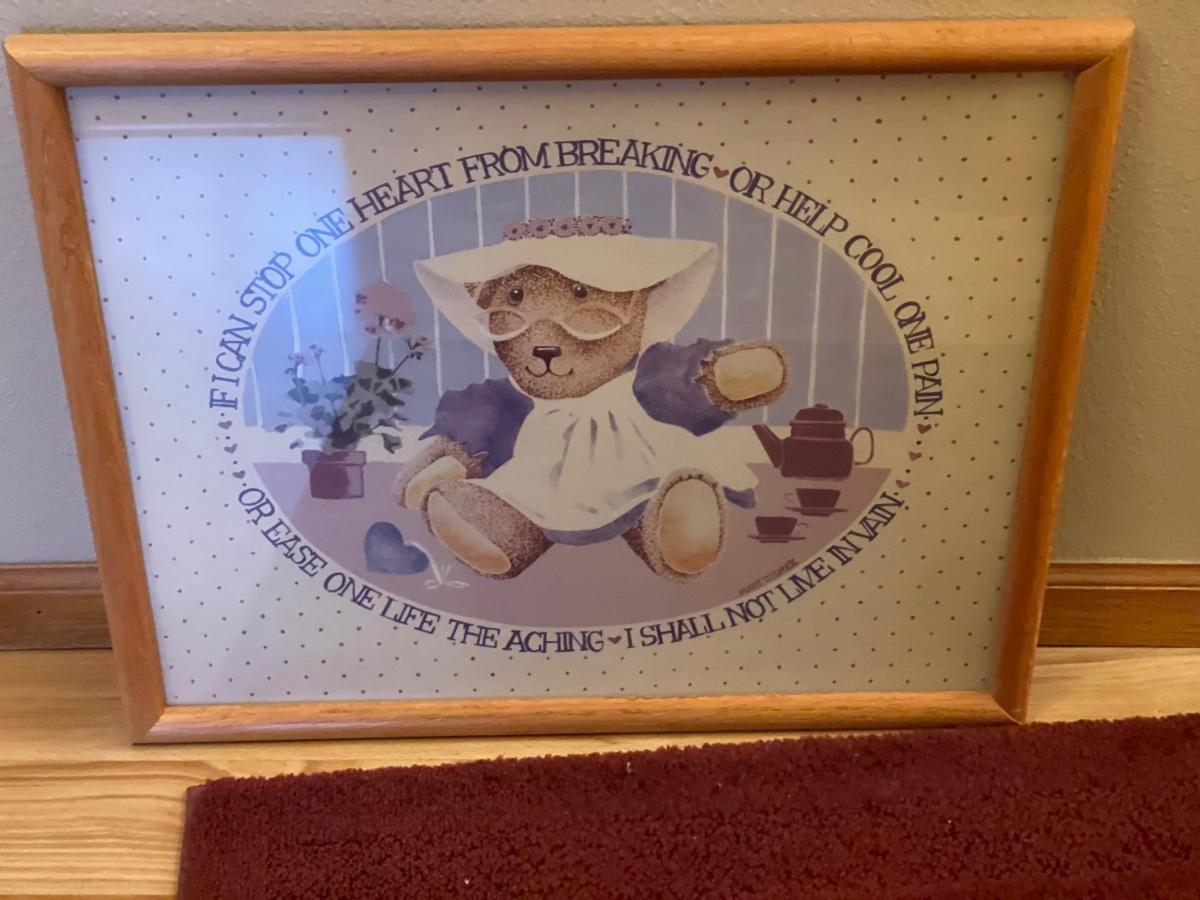 IF I CAN STOP ONE HEART FROM BREAKING ♥ OR HELP COOL ONE PAIN
OR EASE ONE LIFE THE ACHING ♥ I SHALL NOT LIVE IN VAIN